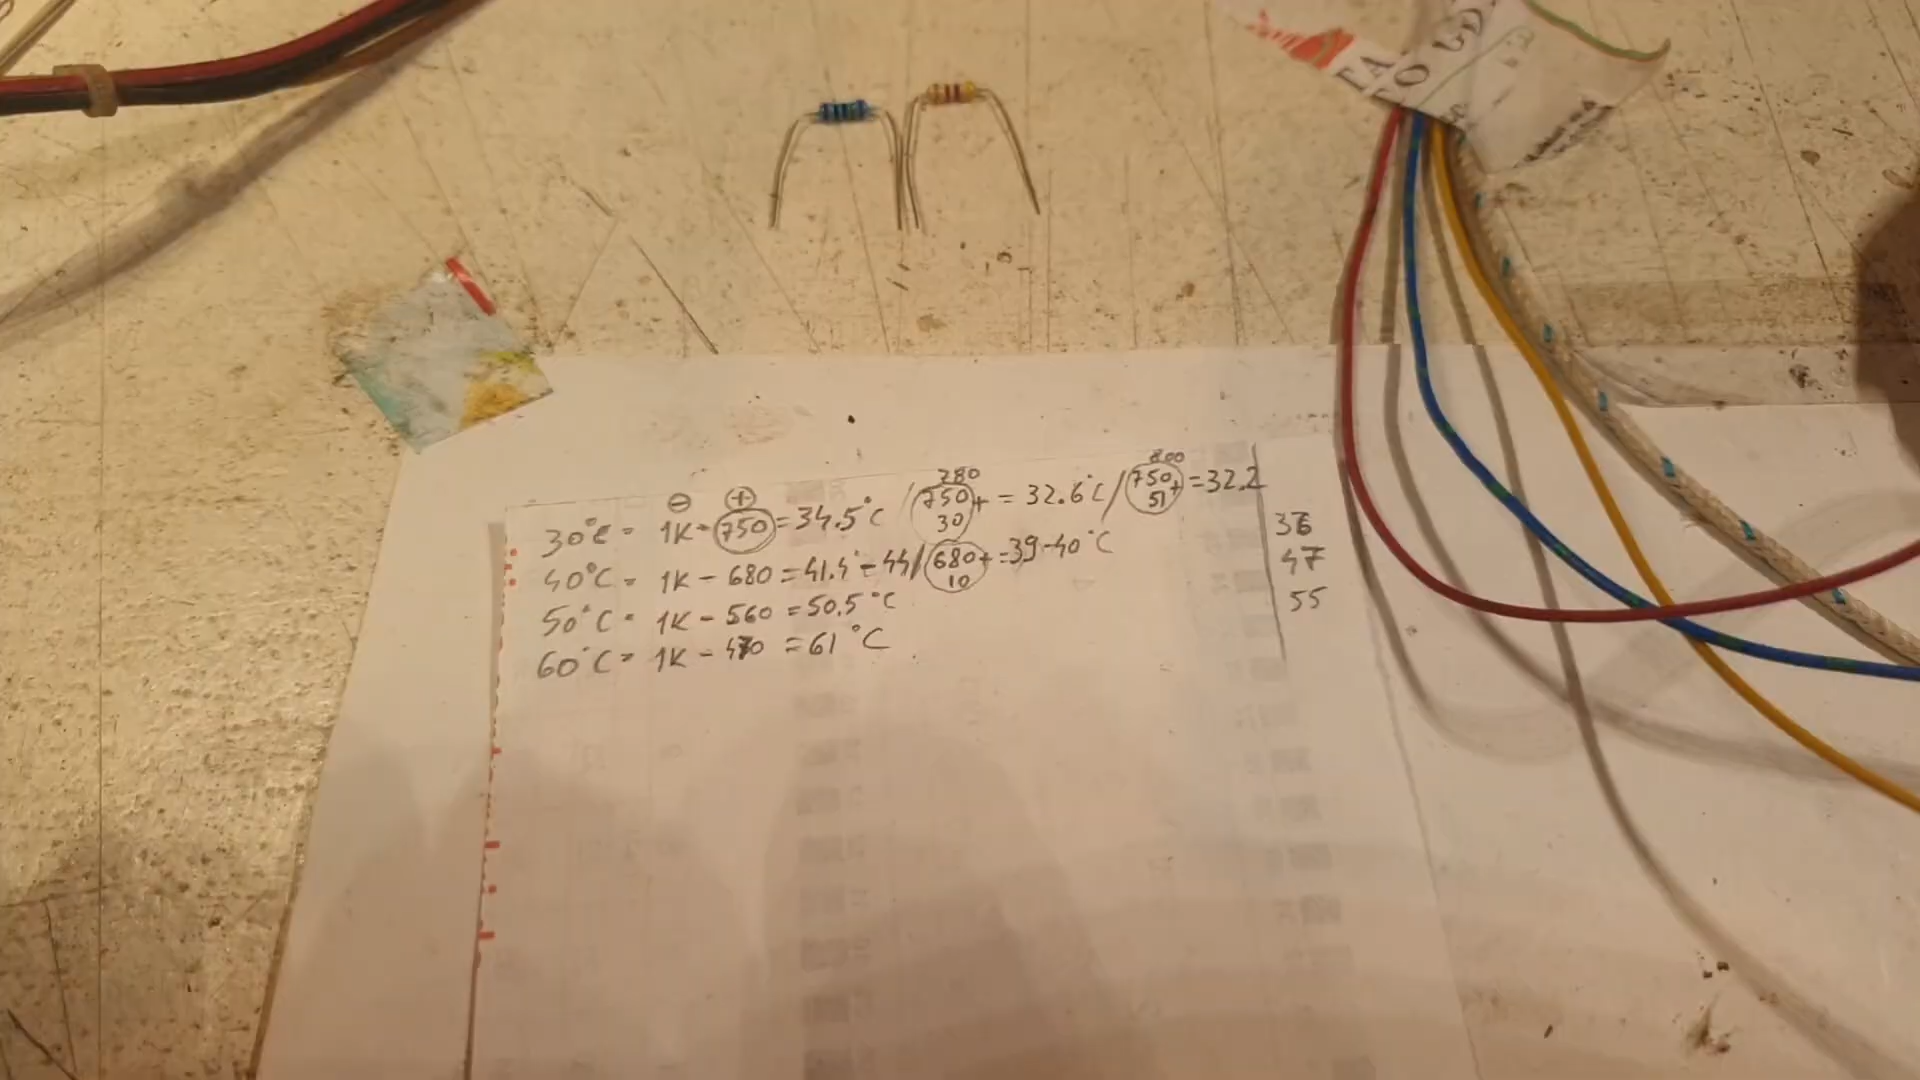 ⊖ ⊕ 280 800
30°C = 1K - 750 = 34.5°C / 750+30 = 32.6°C / 750+51 = 32.2
40°C = 1K - 680 = 41.4 - 44 / 680+10 = 39-40°C
50°C = 1K - 560 = 50.5°C
60°C = 1K - 470 = 61°C
36
47
55